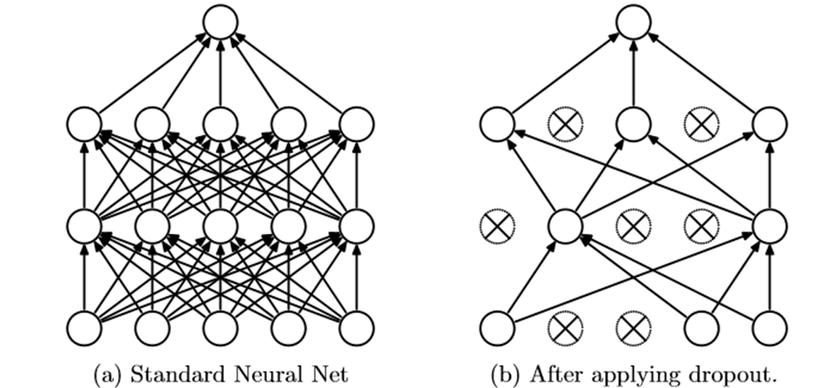 (a) Standard Neural Net
(b) After applying dropout.